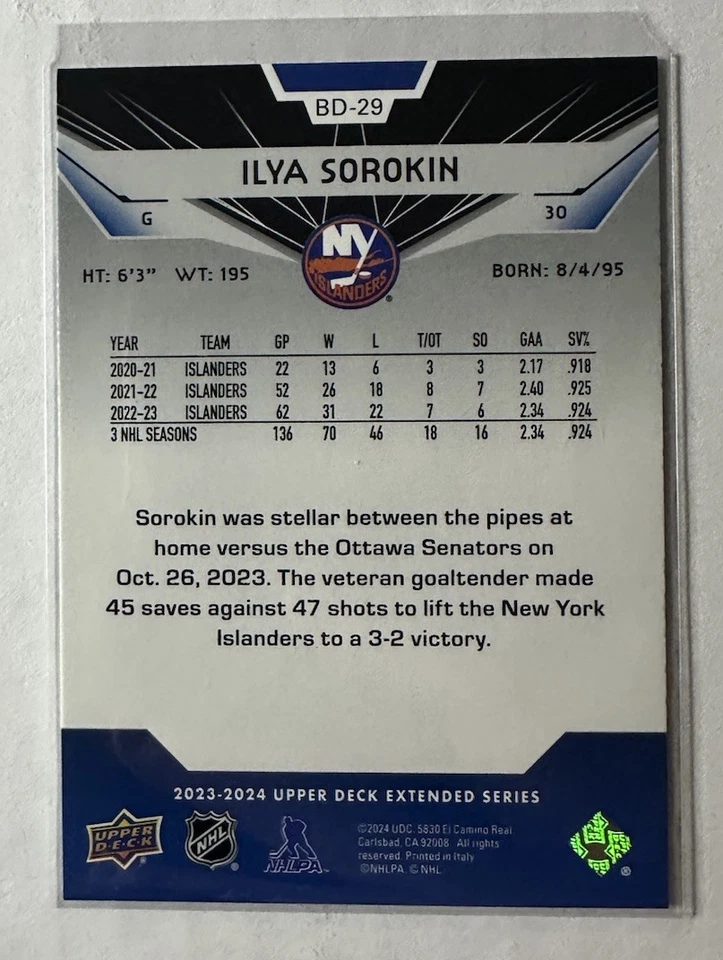 BD-29
ILYA SOROKIN
G 30
NY
ISLANDERS
HT: 6'3" WT: 195 BORN: 8/4/95
YEAR TEAM GP W L T/OT SO GAA SV%
2020-21 ISLANDERS 22 13 6 3 3 2.17 .918
2021-22 ISLANDERS 52 26 18 8 7 2.40 .925
2022-23 ISLANDERS 62 31 22 7 6 2.34 .924
3 NHL SEASONS 136 70 46 18 16 2.34 .924
Sorokin was stellar between the pipes at
home versus the Ottawa Senators on
Oct. 26, 2023. The veteran goaltender made
45 saves against 47 shots to lift the New York
Islanders to a 3-2 victory.
2023-2024 UPPER DECK EXTENDED SERIES
UPPER
DECK
NHL
NHLPA
©2024 UDC. 5830 El Camino Real
Carlsbad, CA 92008 All rights
reserved. Printed in Italy
©NHLPA ©NHL